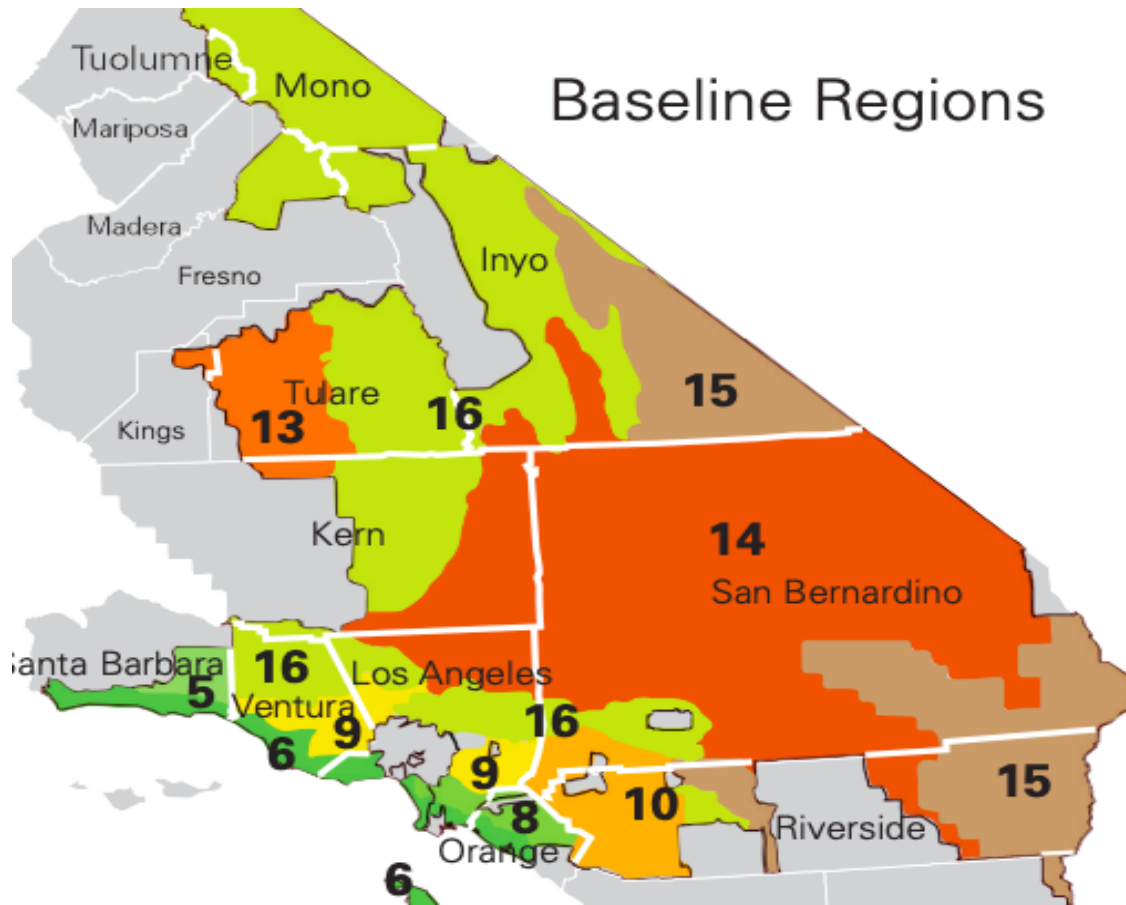 Tuolumne
Mono
Baseline Regions
Mariposa
Madera
Inyo
Fresno
15
Tulare
16
13
Kings
14
Kern
San Bernardino
Santa Barbara
16
Los Angeles
5
Ventura
16
9
6
9
15
10
8
Riverside
Orange
6